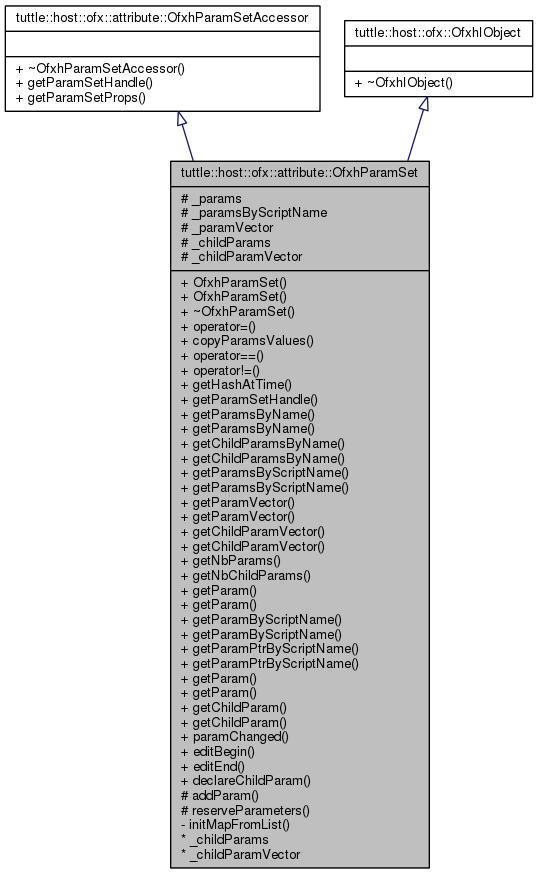 tuttle::host::ofx::attribute::OfxhParamSetAccessor
+ ~OfxhParamSetAccessor()
+ getParamSetHandle()
+ getParamSetProps()
tuttle::host::ofx::OfxhIObject
+ ~OfxhIObject()
tuttle::host::ofx::attribute::OfxhParamSet
# _params
# _paramsByScriptName
# _paramVector
# _childParams
# _childParamVector
+ OfxhParamSet()
+ OfxhParamSet()
+ ~OfxhParamSet()
+ operator=()
+ copyParamsValues()
+ operator==()
+ operator!=()
+ getHashAtTime()
+ getParamSetHandle()
+ getParamsByName()
+ getParamsByName()
+ getChildParamsByName()
+ getChildParamsByName()
+ getParamsByScriptName()
+ getParamsByScriptName()
+ getParamVector()
+ getParamVector()
+ getChildParamVector()
+ getChildParamVector()
+ getNbParams()
+ getNbChildParams()
+ getParam()
+ getParam()
+ getParamByScriptName()
+ getParamByScriptName()
+ getParamPtrByScriptName()
+ getParamPtrByScriptName()
+ getParam()
+ getParam()
+ getChildParam()
+ getChildParam()
+ paramChanged()
+ editBegin()
+ editEnd()
+ declareChildParam()
# addParam()
# reserveParameters()
- initMapFromList()
* _childParams
* _childParamVector